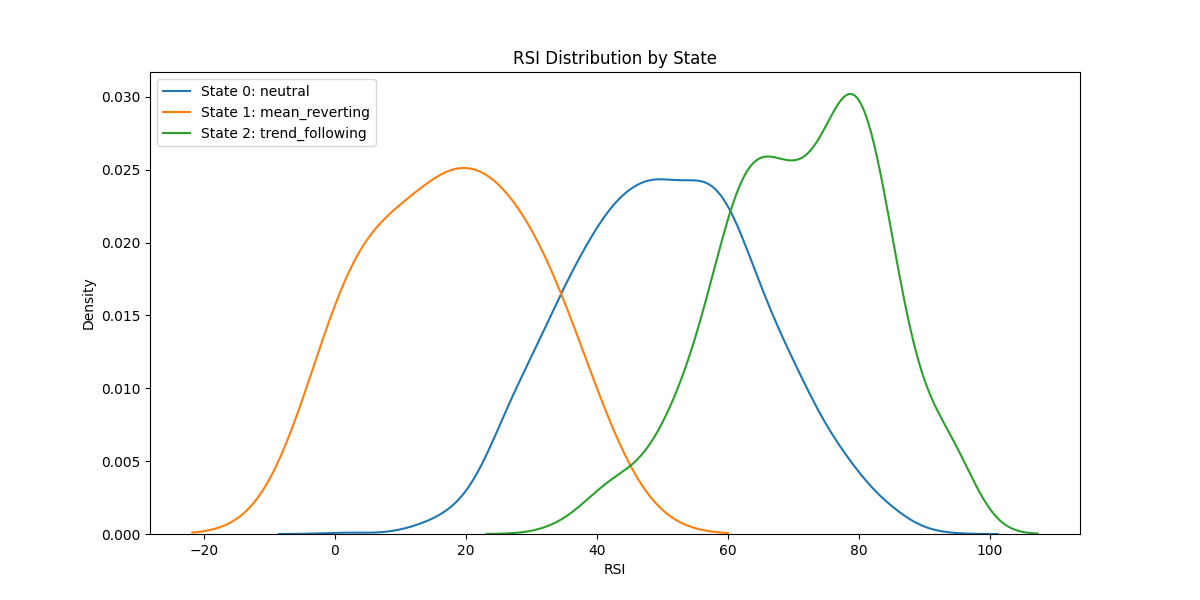 RSI Distribution by State
State 0: neutral
State 1: mean_reverting
State 2: trend_following
0.030
0.025
0.020
0.015
0.010
0.005
0.000
Density
−20
0
20
40
60
80
100
RSI